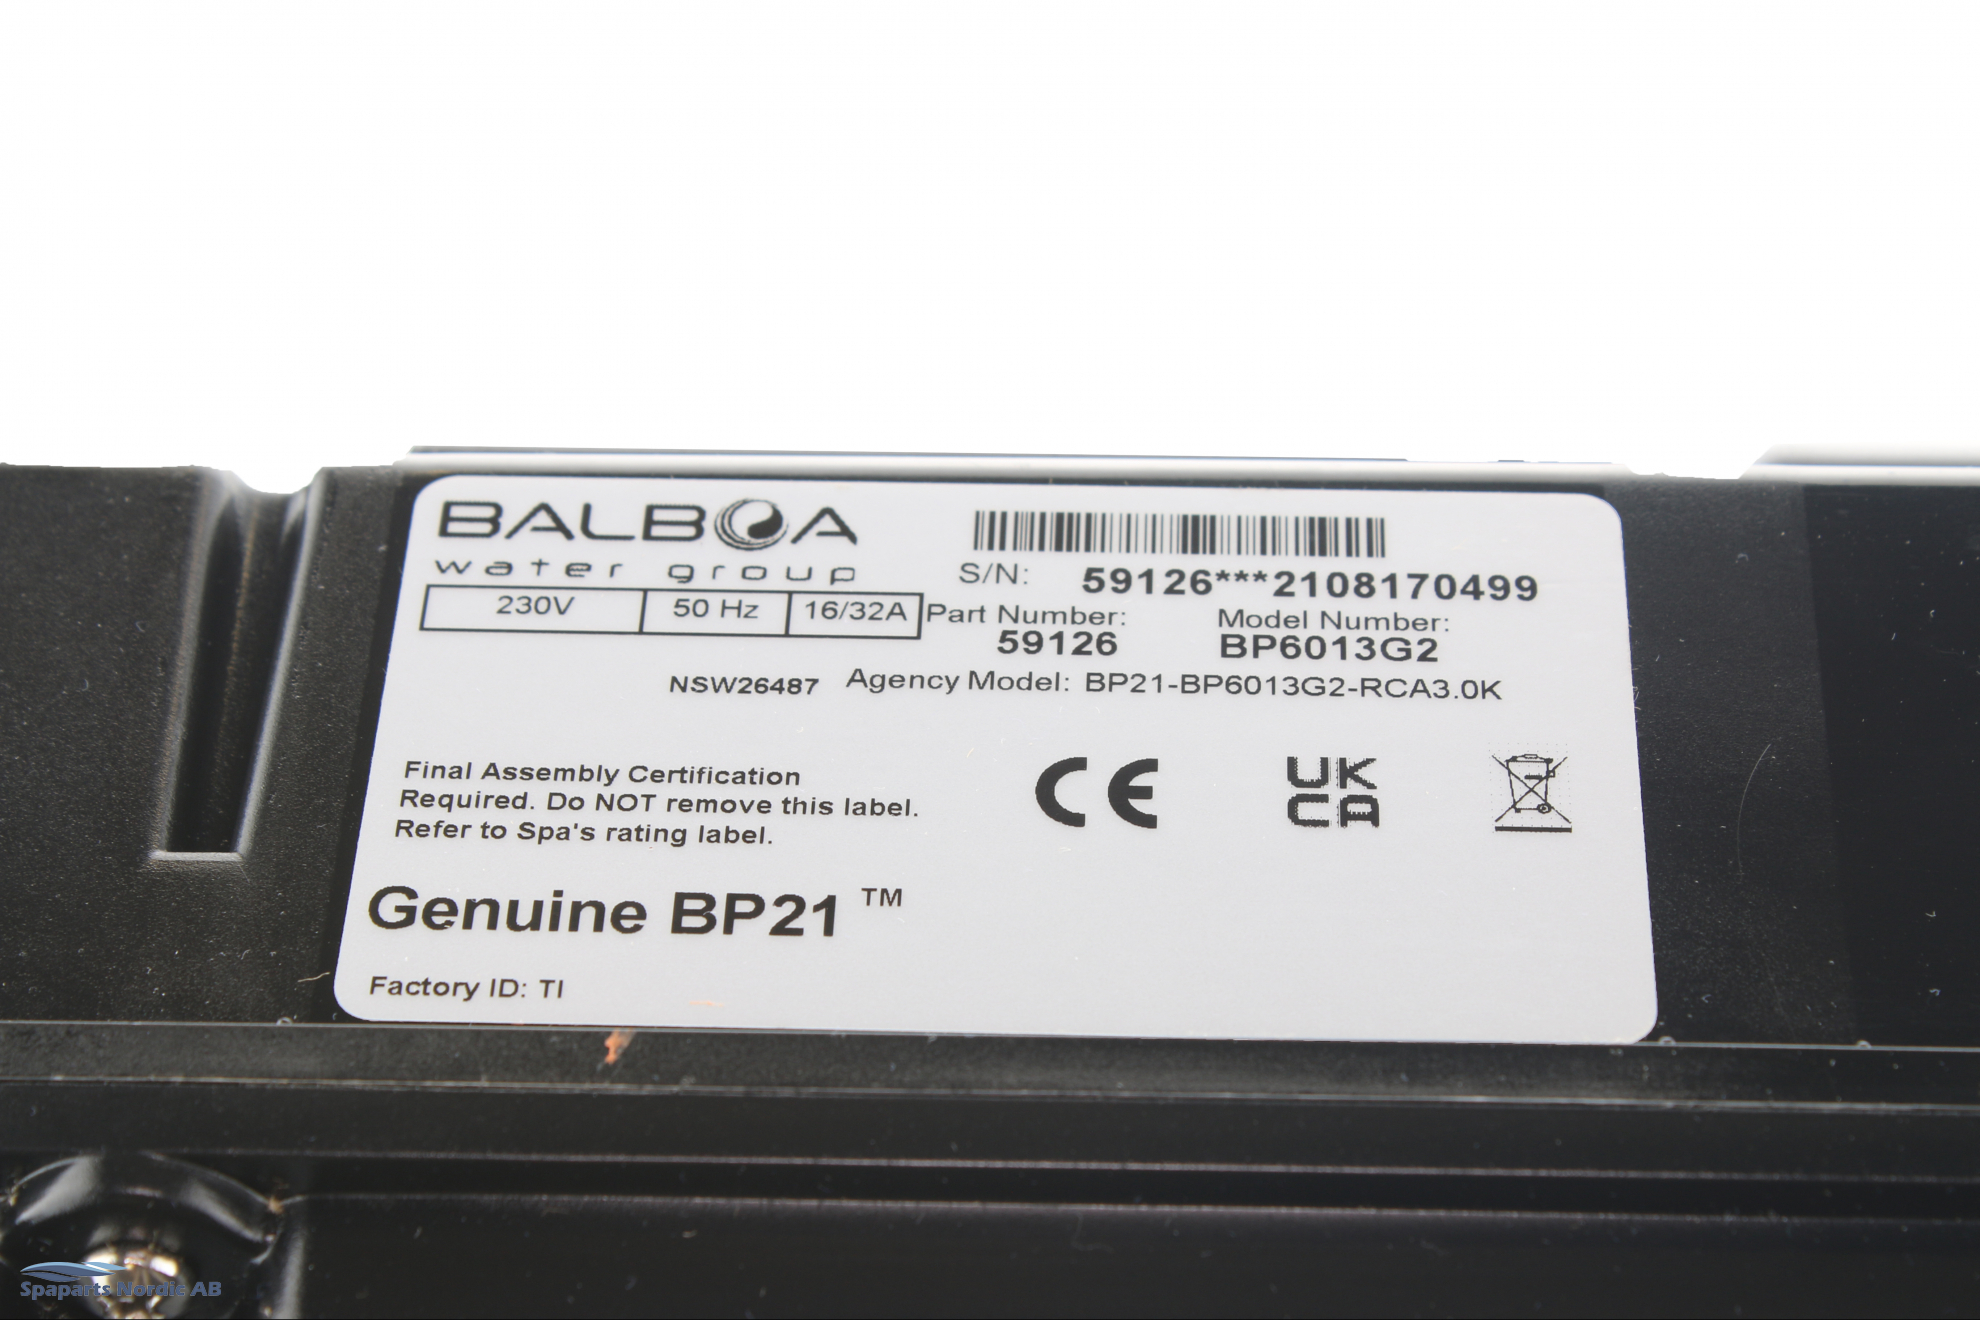 BALBOA
water group
230V 50 Hz 16/32A
S/N: 59126***2108170499
Part Number: Model Number:
59126 BP6013G2
NSW26487 Agency Model: BP21-BP6013G2-RCA3.0K
Final Assembly Certification
Required. Do NOT remove this label.
Refer to Spa's rating label.
CE
UK
CA
Genuine BP21 ™
Factory ID: TI
Spaparts Nordic AB